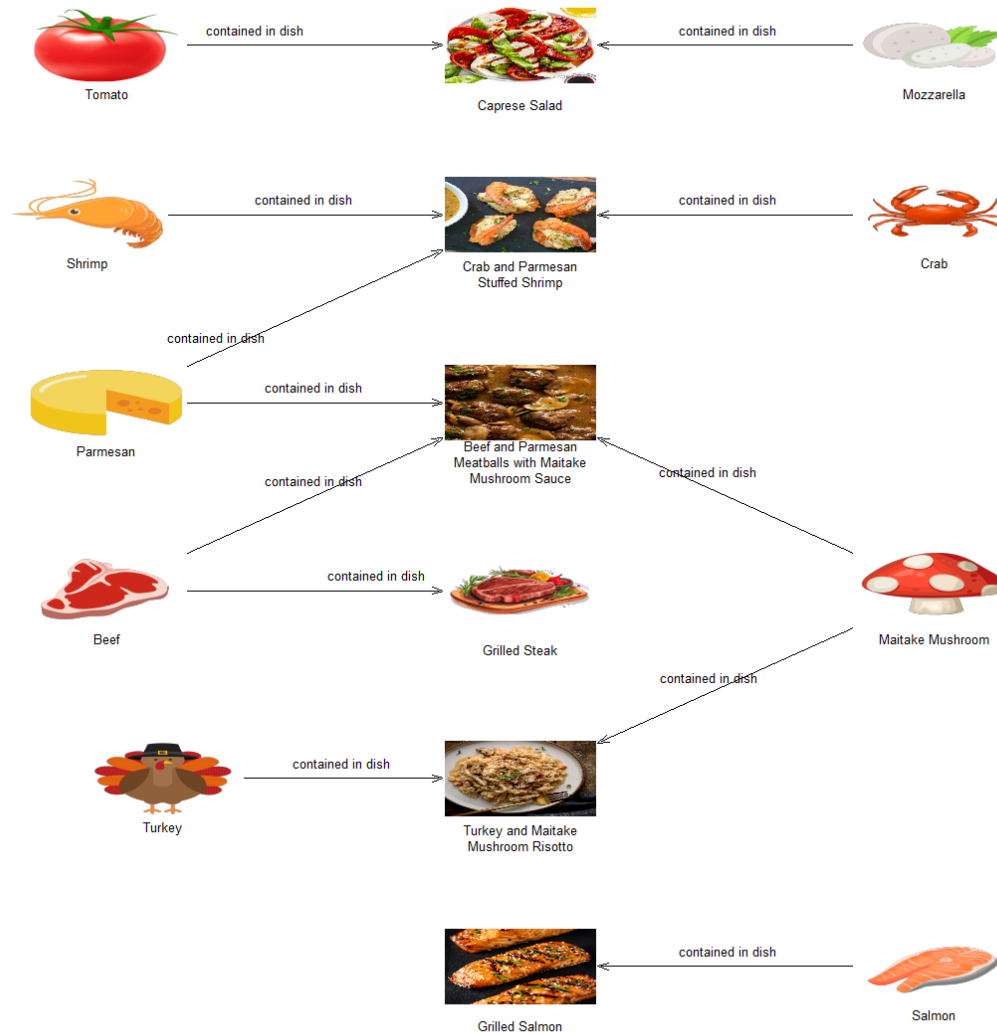 contained in dish
contained in dish
Tomato
Caprese Salad
Mozzarella
contained in dish
contained in dish
Shrimp
Crab and Parmesan
Stuffed Shrimp
Crab
contained in dish
contained in dish
Parmesan
Beef and Parmesan
Meatballs with Maitake
Mushroom Sauce
contained in dish
contained in dish
contained in dish
Beef
Grilled Steak
Maitake Mushroom
contained in dish
contained in dish
Turkey
Turkey and Maitake
Mushroom Risotto
contained in dish
Grilled Salmon
Salmon